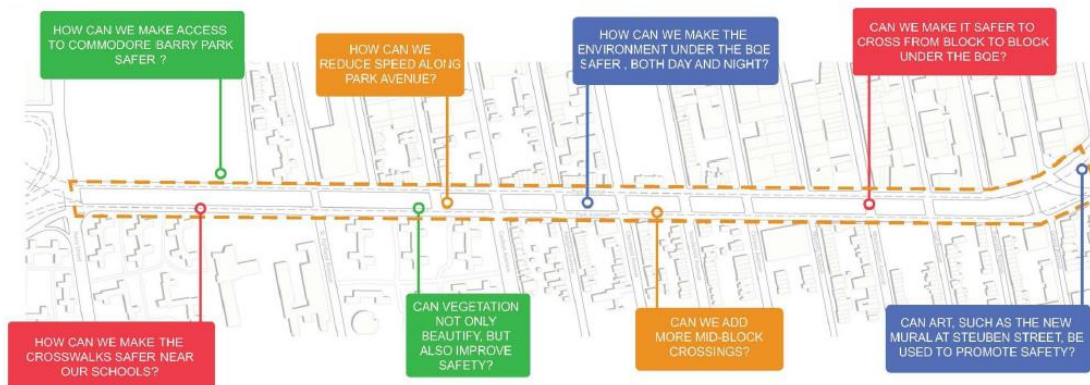 HOW CAN WE MAKE ACCESS
TO COMMODORE BARRY PARK
SAFER ?
HOW CAN WE
REDUCE SPEED ALONG
PARK AVENUE?
HOW CAN WE MAKE THE
ENVIRONMENT UNDER THE BQE
SAFER , BOTH DAY AND NIGHT?
CAN WE MAKE IT SAFER TO
CROSS FROM BLOCK TO BLOCK
UNDER THE BQE?
HOW CAN WE MAKE THE
CROSSWALKS SAFER NEAR
OUR SCHOOLS?
CAN VEGETATION
NOT ONLY
BEAUTIFY, BUT
ALSO IMPROVE
SAFETY?
CAN WE ADD
MORE MID-BLOCK
CROSSINGS?
CAN ART, SUCH AS THE NEW
MURAL AT STEUBEN STREET, BE
USED TO PROMOTE SAFETY?